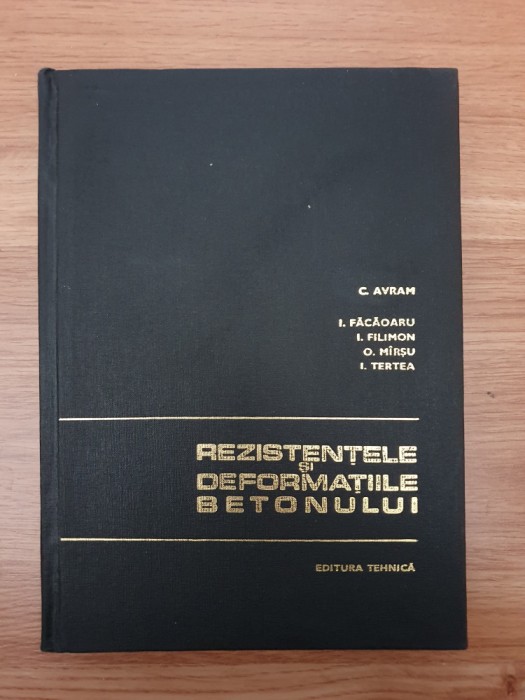 C. AVRAM
I. FĂCĂOARU
I. FILIMON
O. MÎRȘU
I. TERTEA
REZISTENȚELE
ȘI
DEFORMAȚIILE
BETONULUI
EDITURA TEHNICĂ